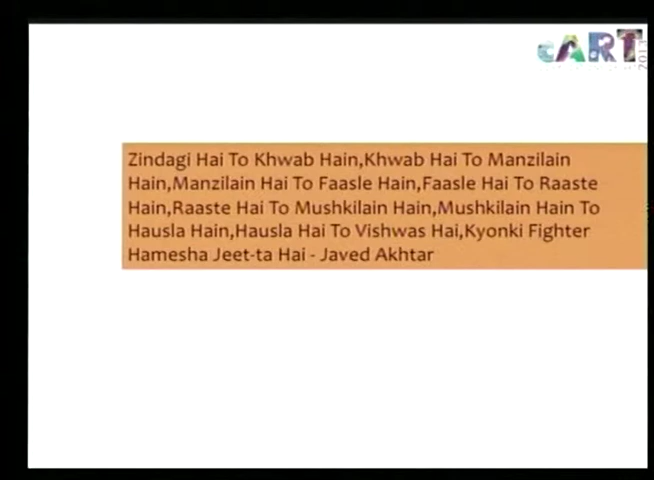 cART
2013
Zindagi Hai To Khwab Hain,Khwab Hai To Manzilain
Hain,Manzilain Hai To Faasle Hain,Faasle Hai To Raaste
Hain,Raaste Hai To Mushkilain Hain,Mushkilain Hain To
Hausla Hain,Hausla Hai To Vishwas Hai,Kyonki Fighter
Hamesha Jeet-ta Hai - Javed Akhtar